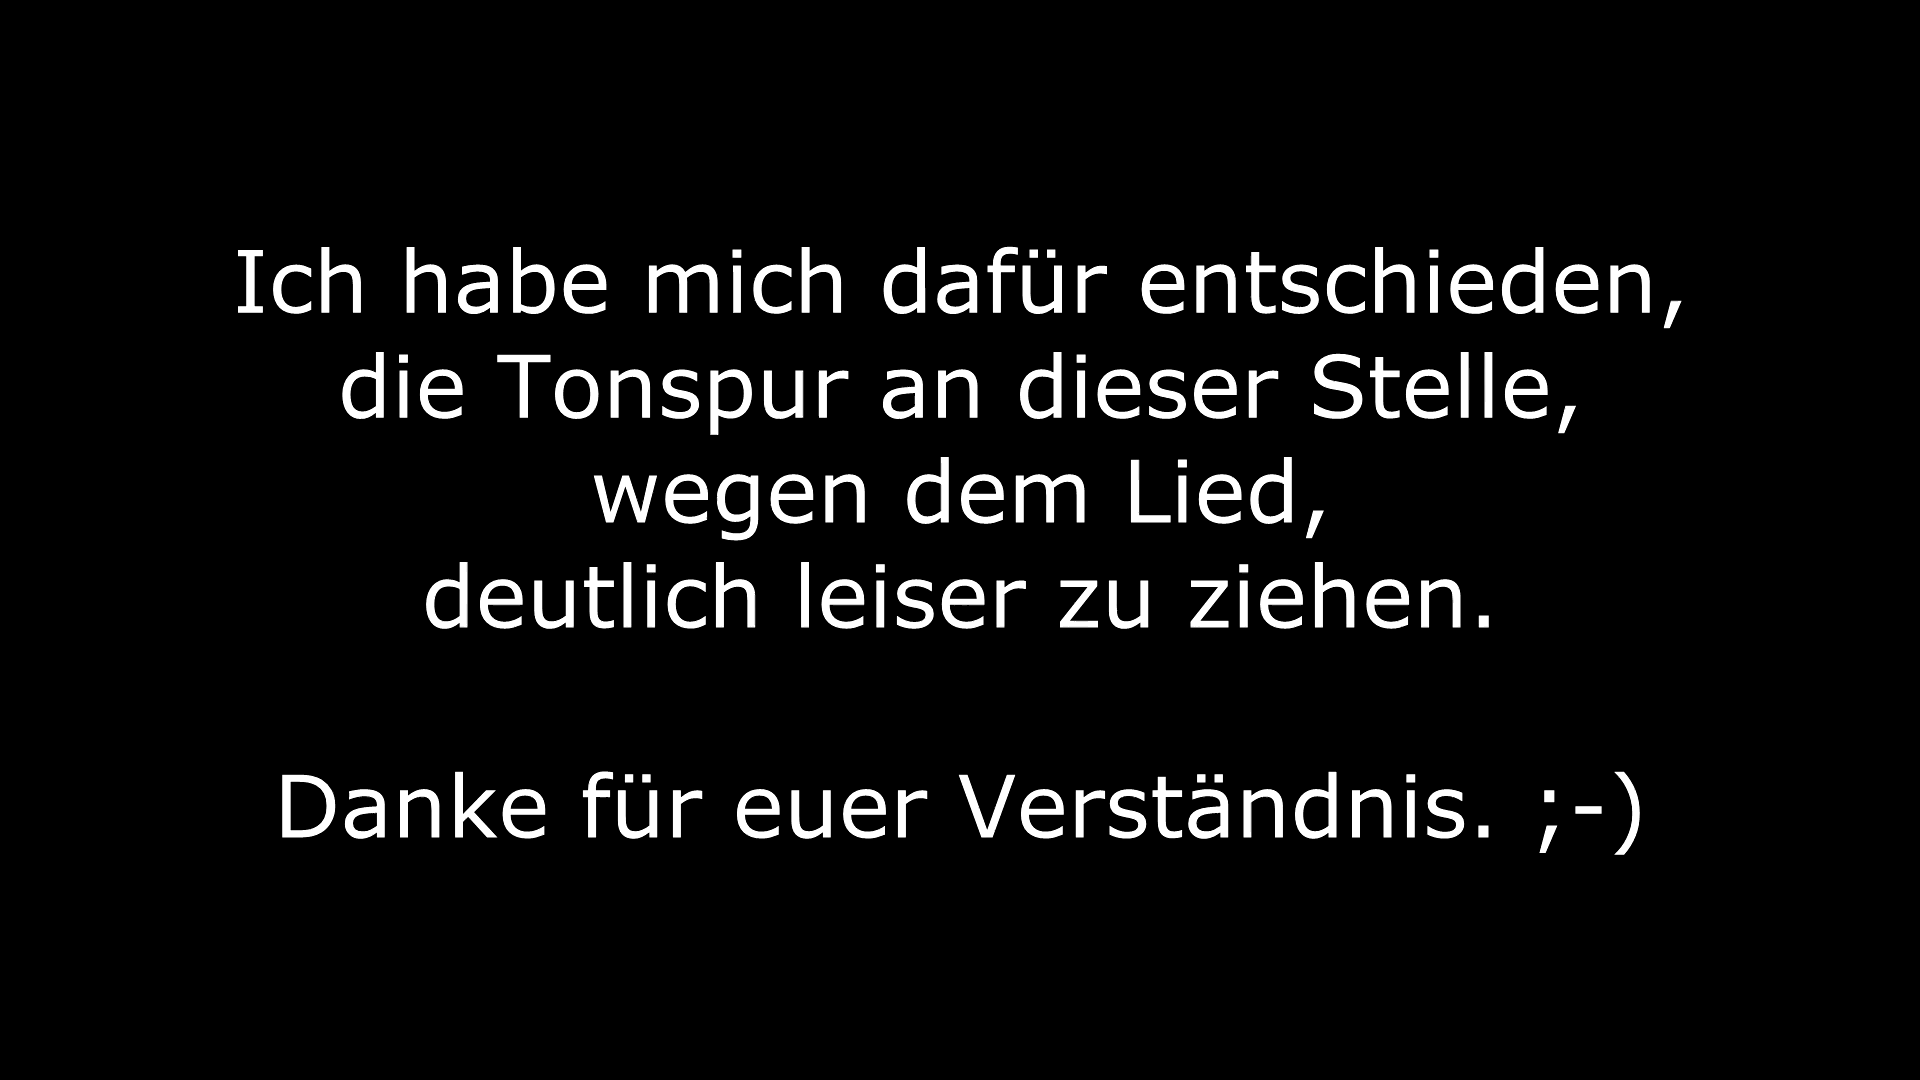 Ich habe mich dafür entschieden,
die Tonspur an dieser Stelle,
wegen dem Lied,
deutlich leiser zu ziehen.
Danke für euer Verständnis. ;-)